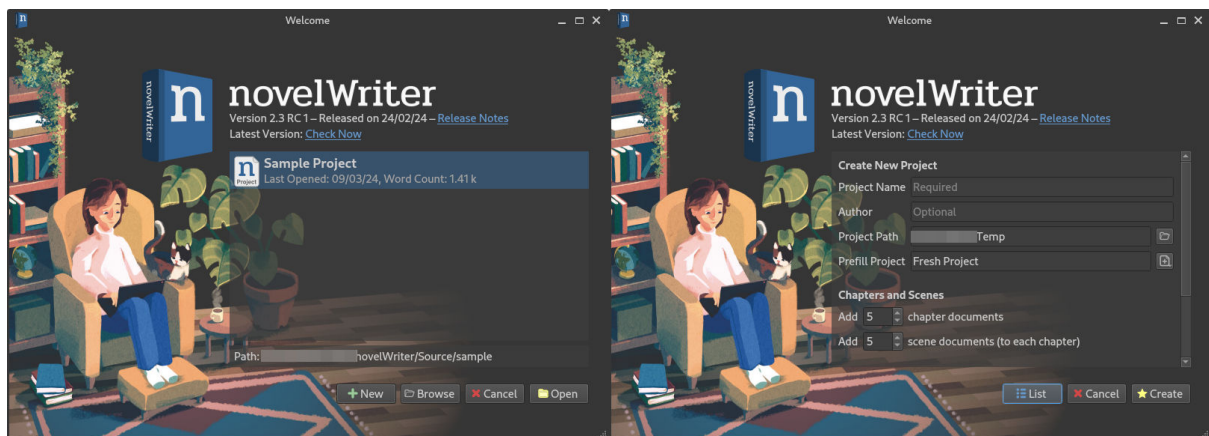 Welcome
novelWriter
n
novelWriter
Version 2.3 RC 1 – Released on 24/02/24 – Release Notes
Latest Version: Check Now
Sample Project
Last Opened: 09/03/24, Word Count: 1.41 k
n
Project
Path: novelWriter/Source/sample
New
Browse
Cancel
Open
Welcome
novelWriter
n
novelWriter
Version 2.3 RC 1 – Released on 24/02/24 – Release Notes
Latest Version: Check Now
Create New Project
Project Name Required
Author Optional
Project Path Temp
Prefill Project Fresh Project
Chapters and Scenes
Add 5 chapter documents
Add 5 scene documents (to each chapter)
List
Cancel
Create